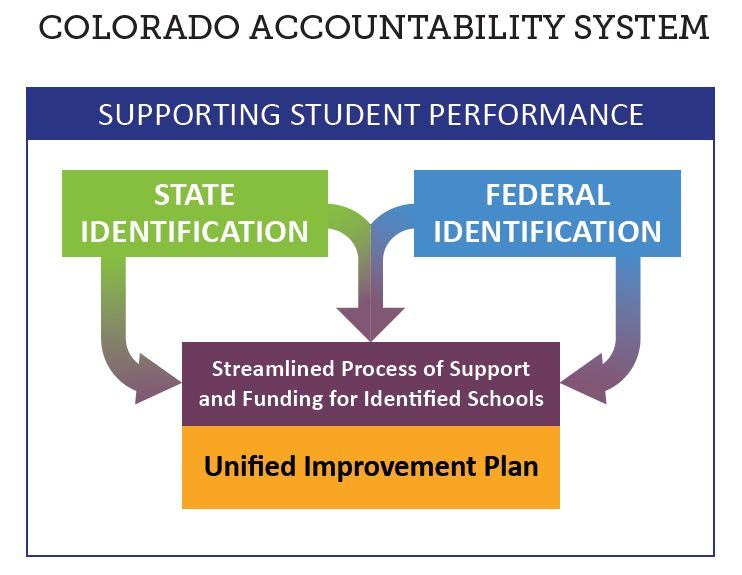 COLORADO ACCOUNTABILITY SYSTEM
SUPPORTING STUDENT PERFORMANCE
STATE
IDENTIFICATION
FEDERAL
IDENTIFICATION
Streamlined Process of Support
and Funding for Identified Schools
Unified Improvement Plan